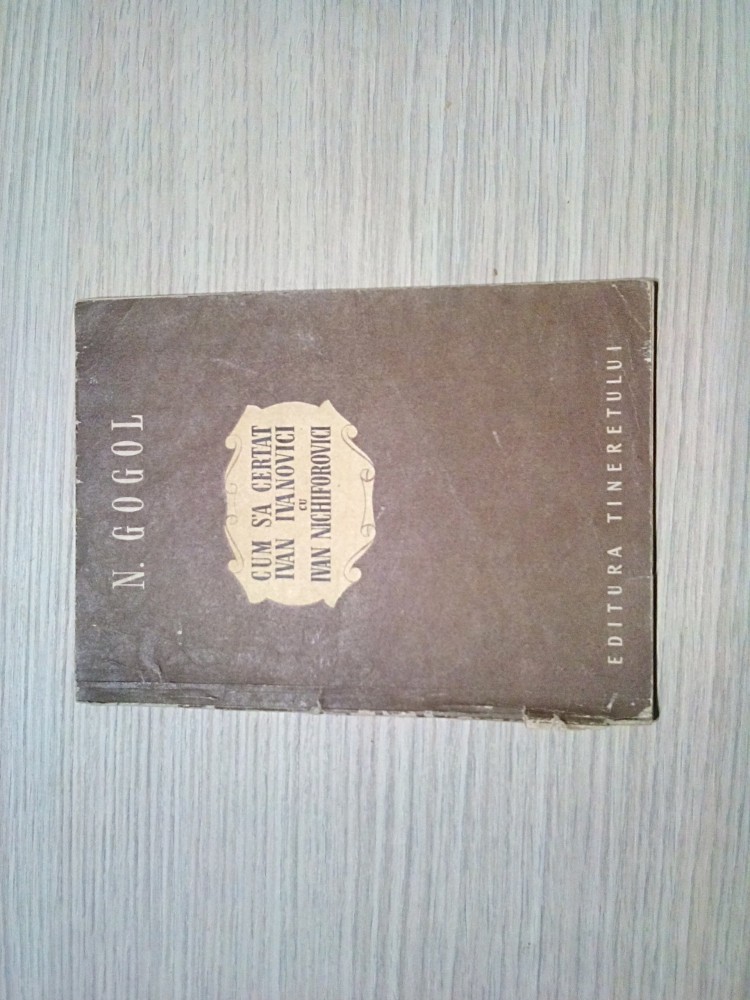 N. GOGOL
CUM S'A CERTAT
IVAN IVANOVICI
CU
IVAN NICHIFOROVICI
EDITURA TINERETULUI